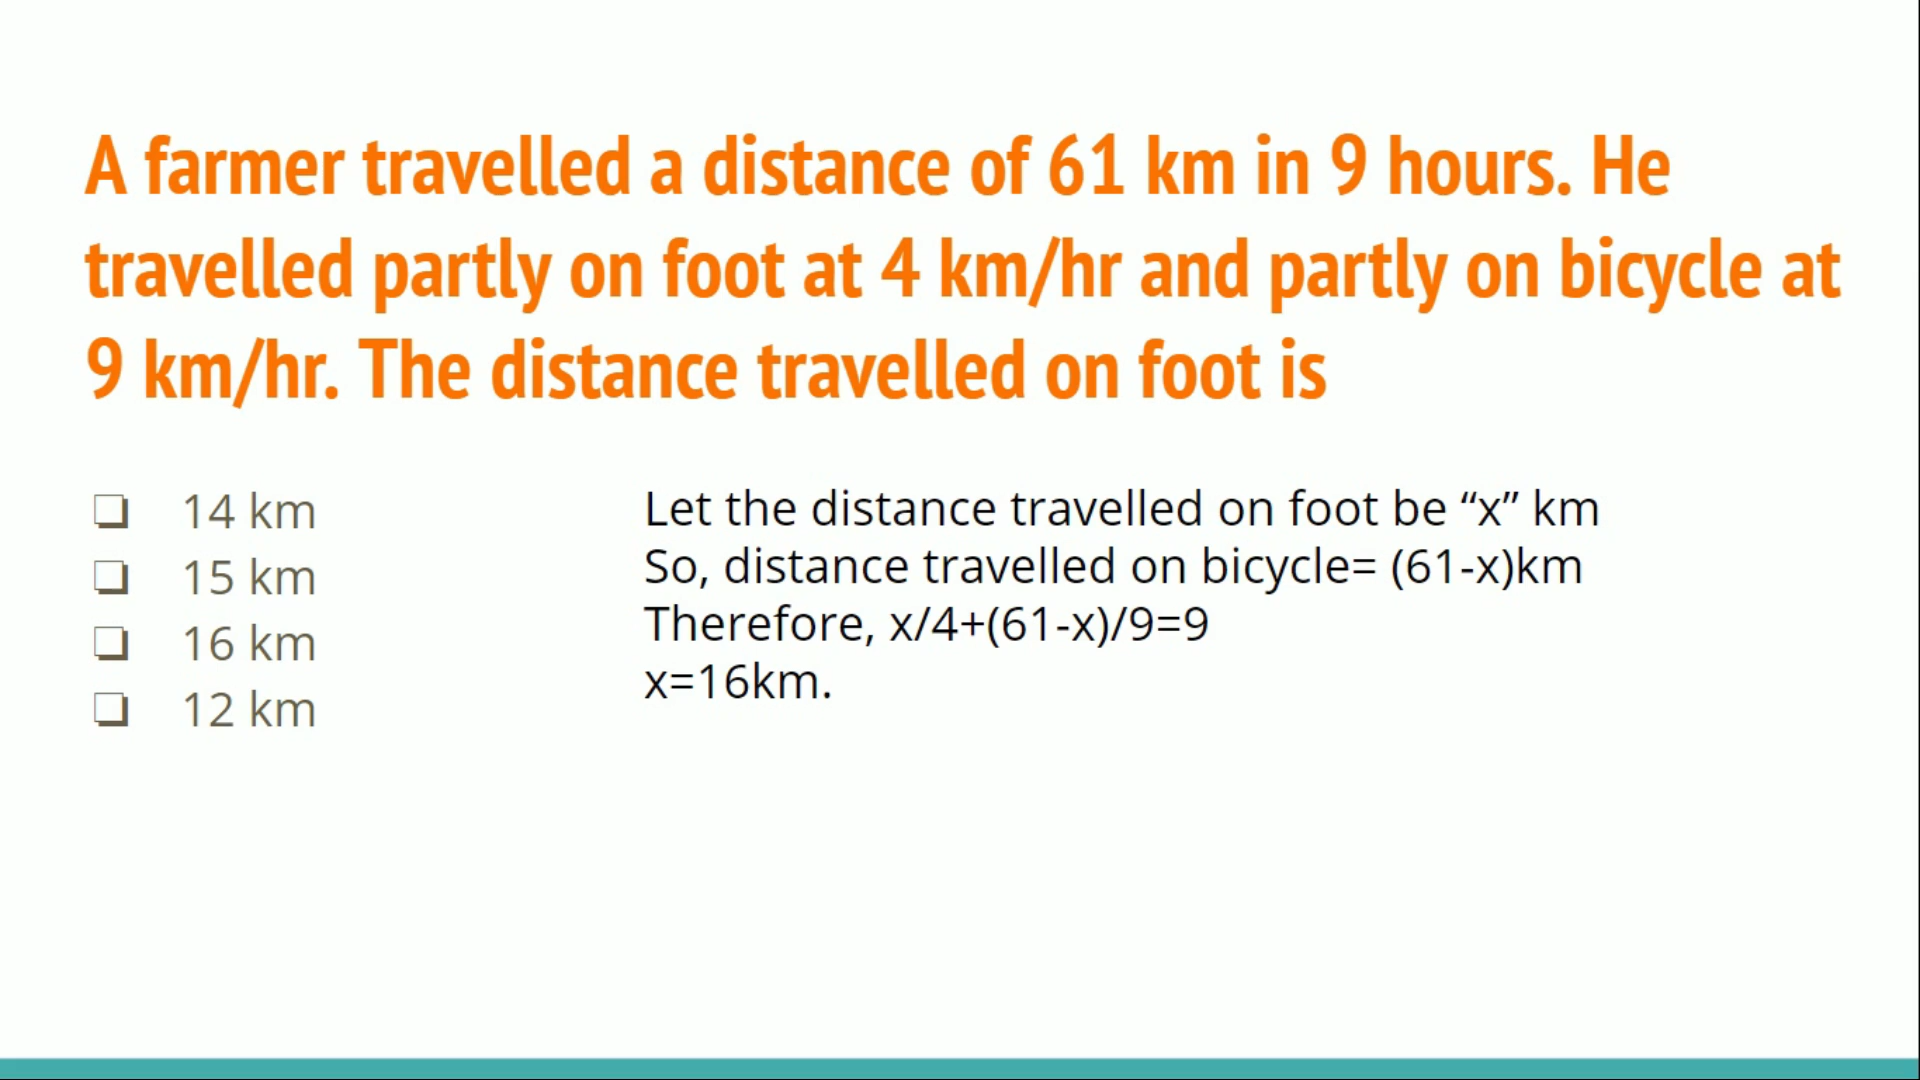 A farmer travelled a distance of 61 km in 9 hours. He
travelled partly on foot at 4 km/hr and partly on bicycle at
9 km/hr. The distance travelled on foot is
❏ 14 km
❏ 15 km
❏ 16 km
❏ 12 km
Let the distance travelled on foot be “x” km
So, distance travelled on bicycle= (61-x)km
Therefore, x/4+(61-x)/9=9
x=16km.